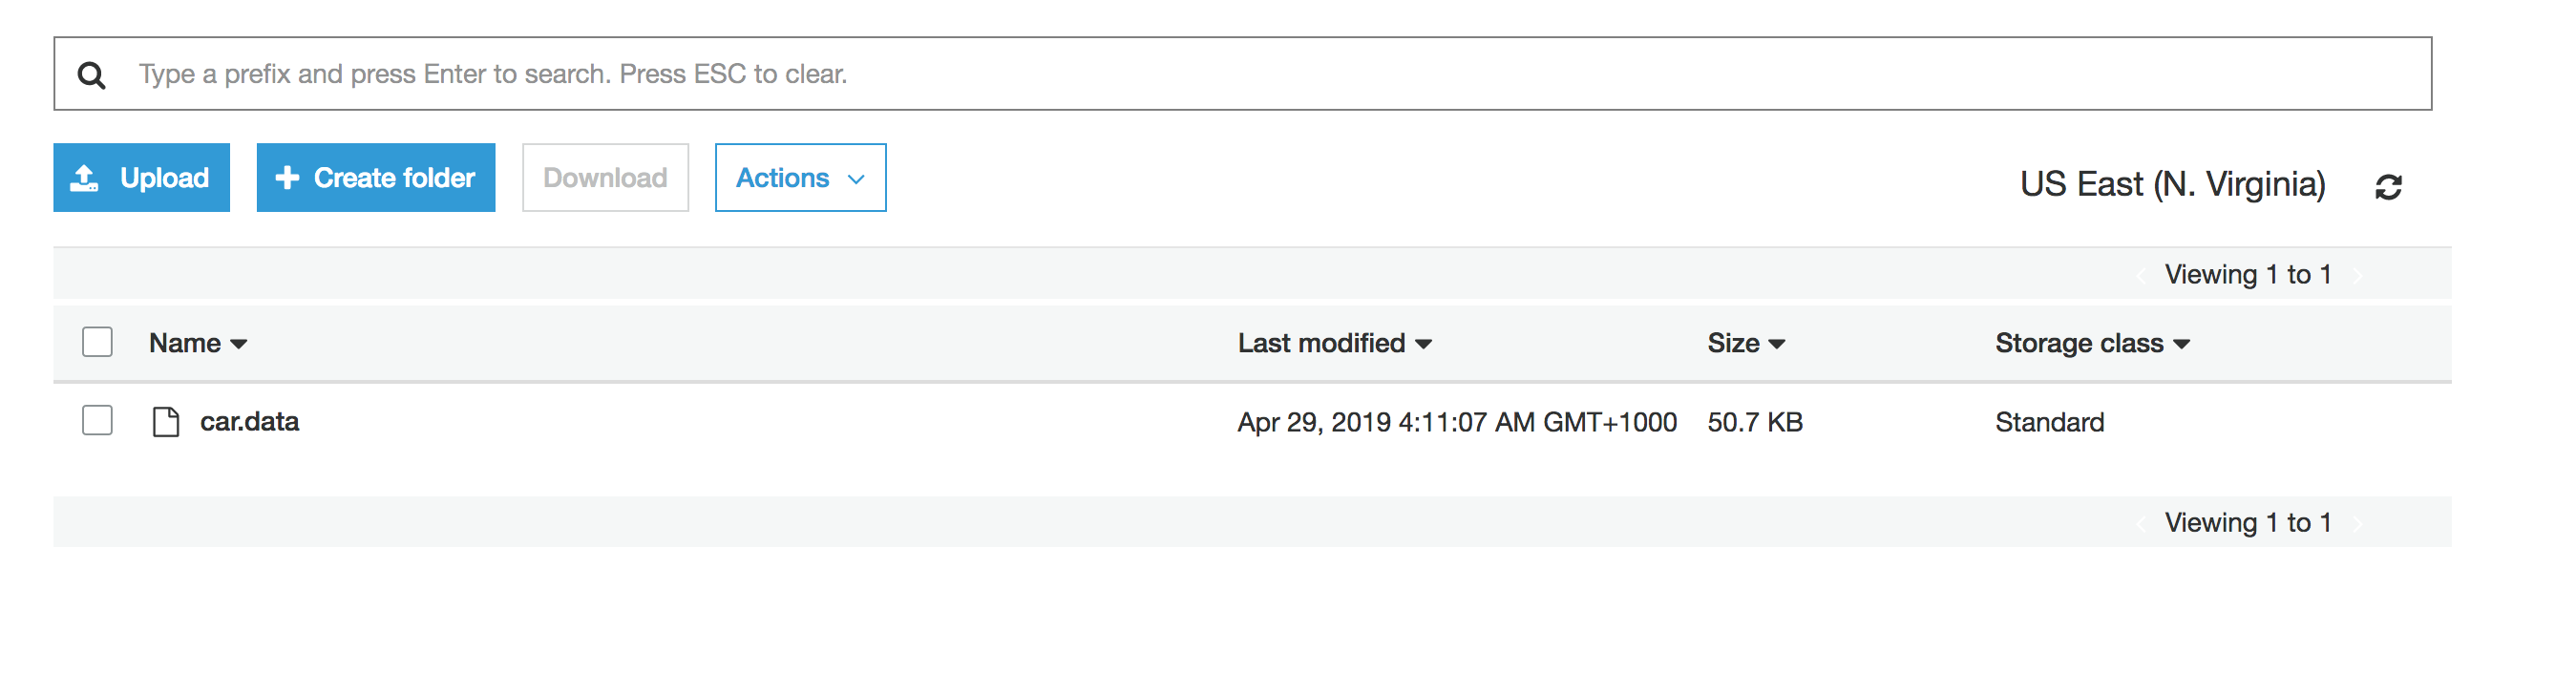 Type a prefix and press Enter to search. Press ESC to clear.
Upload
Create folder
Download
Actions
US East (N. Virginia)
Viewing 1 to 1
Name
Last modified
Size
Storage class
car.data
Apr 29, 2019 4:11:07 AM GMT+1000
50.7 KB
Standard
Viewing 1 to 1